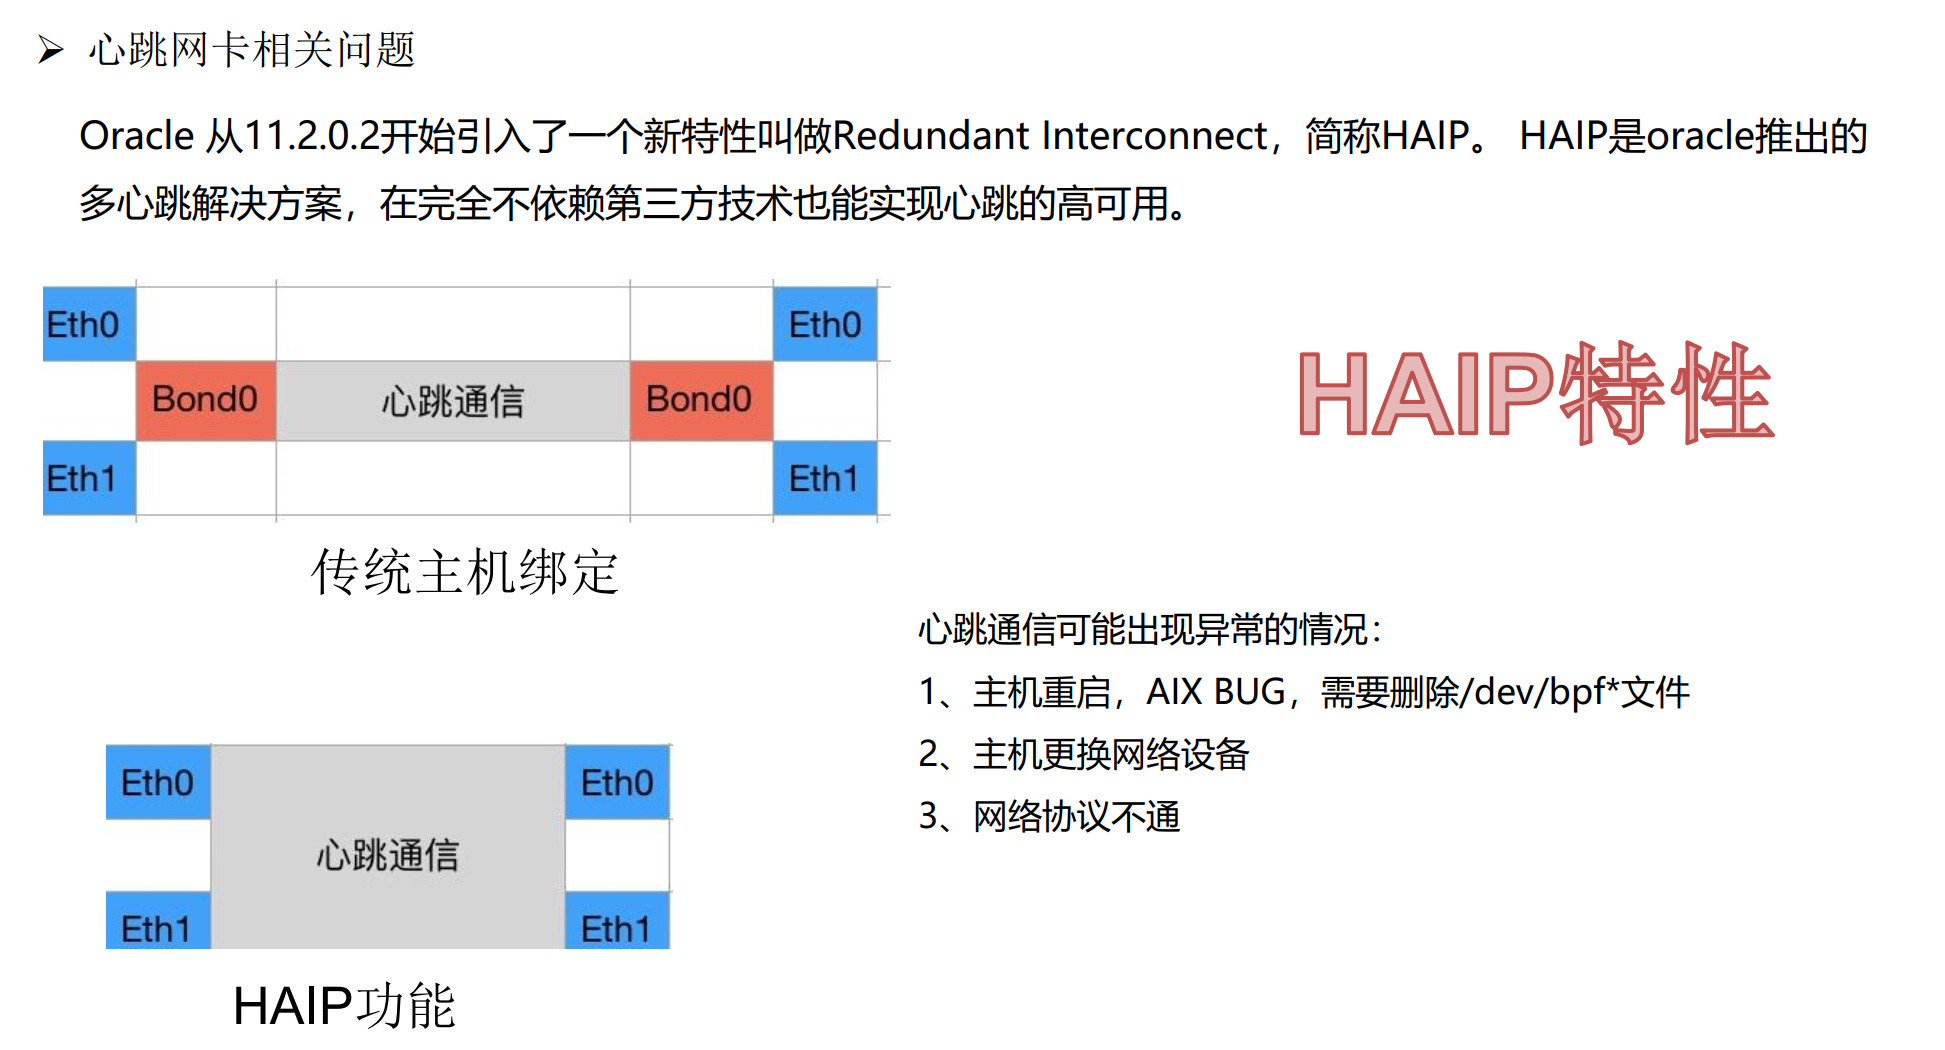 ➢ 心跳网卡相关问题
Oracle 从11.2.0.2开始引入了一个新特性叫做Redundant Interconnect，简称HAIP。 HAIP是oracle推出的
多心跳解决方案，在完全不依赖第三方技术也能实现心跳的高可用。
Eth0
Eth0
Bond0
心跳通信
Bond0
Eth1
Eth1
传统主机绑定
HAIP特性
心跳通信可能出现异常的情况：
1、主机重启，AIX BUG，需要删除/dev/bpf*文件
2、主机更换网络设备
3、网络协议不通
Eth0
Eth0
心跳通信
Eth1
Eth1
HAIP功能